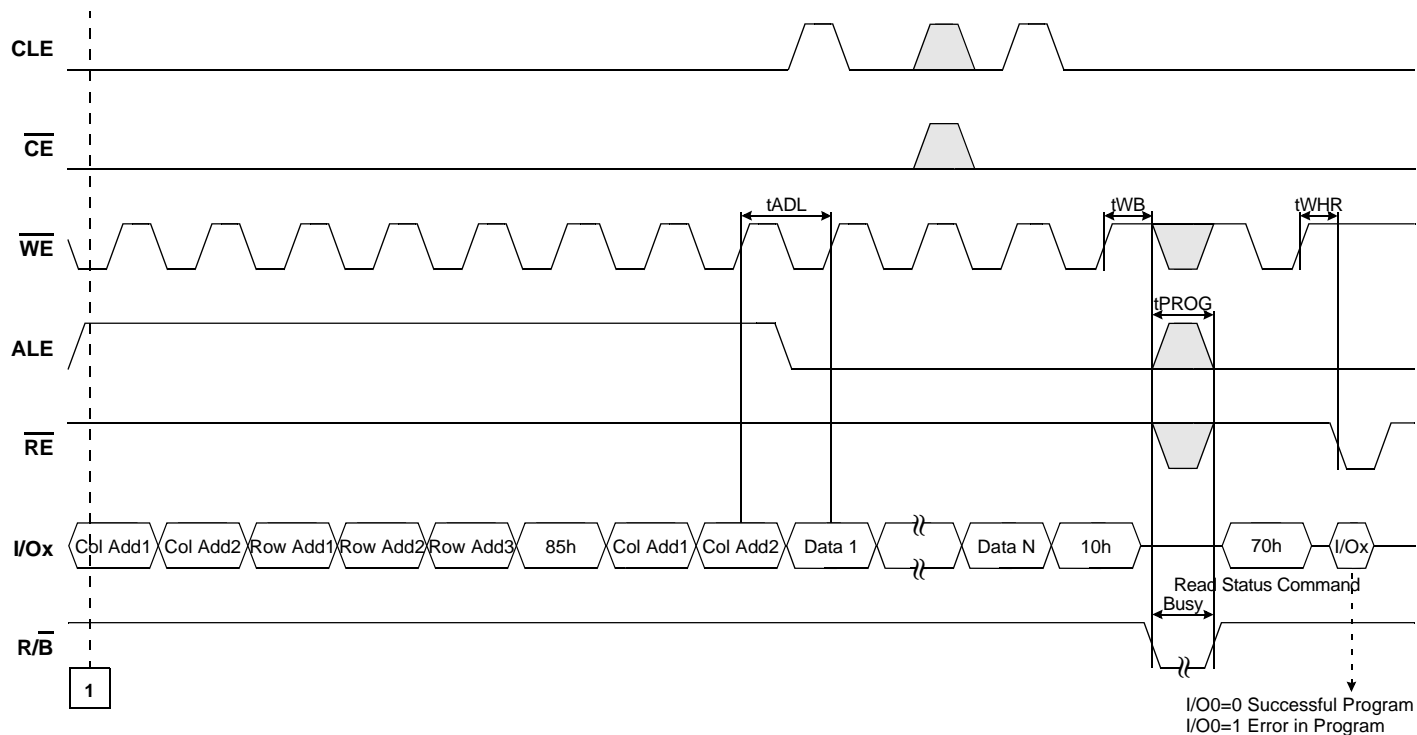 CLE
CE
tADL
tWB
tWHR
WE
tPROG
ALE
RE
I/Ox Col Add1 Col Add2 Row Add1 Row Add2 Row Add3 85h Col Add1 Col Add2 Data 1 Data N 10h 70h I/Ox
Read Status Command
Busy
R/B
1
I/O0=0 Successful Program
I/O0=1 Error in Program